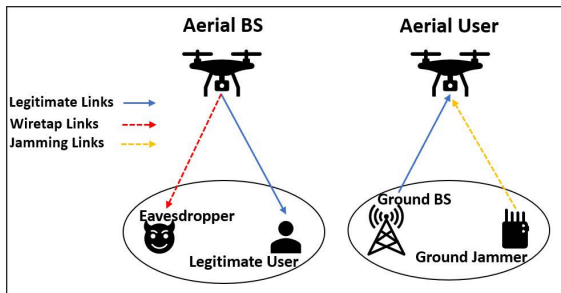 Aerial BS
Aerial User
Legitimate Links
Wiretap Links
Jamming Links
Eavesdropper
Legitimate User
Ground BS
Ground Jammer